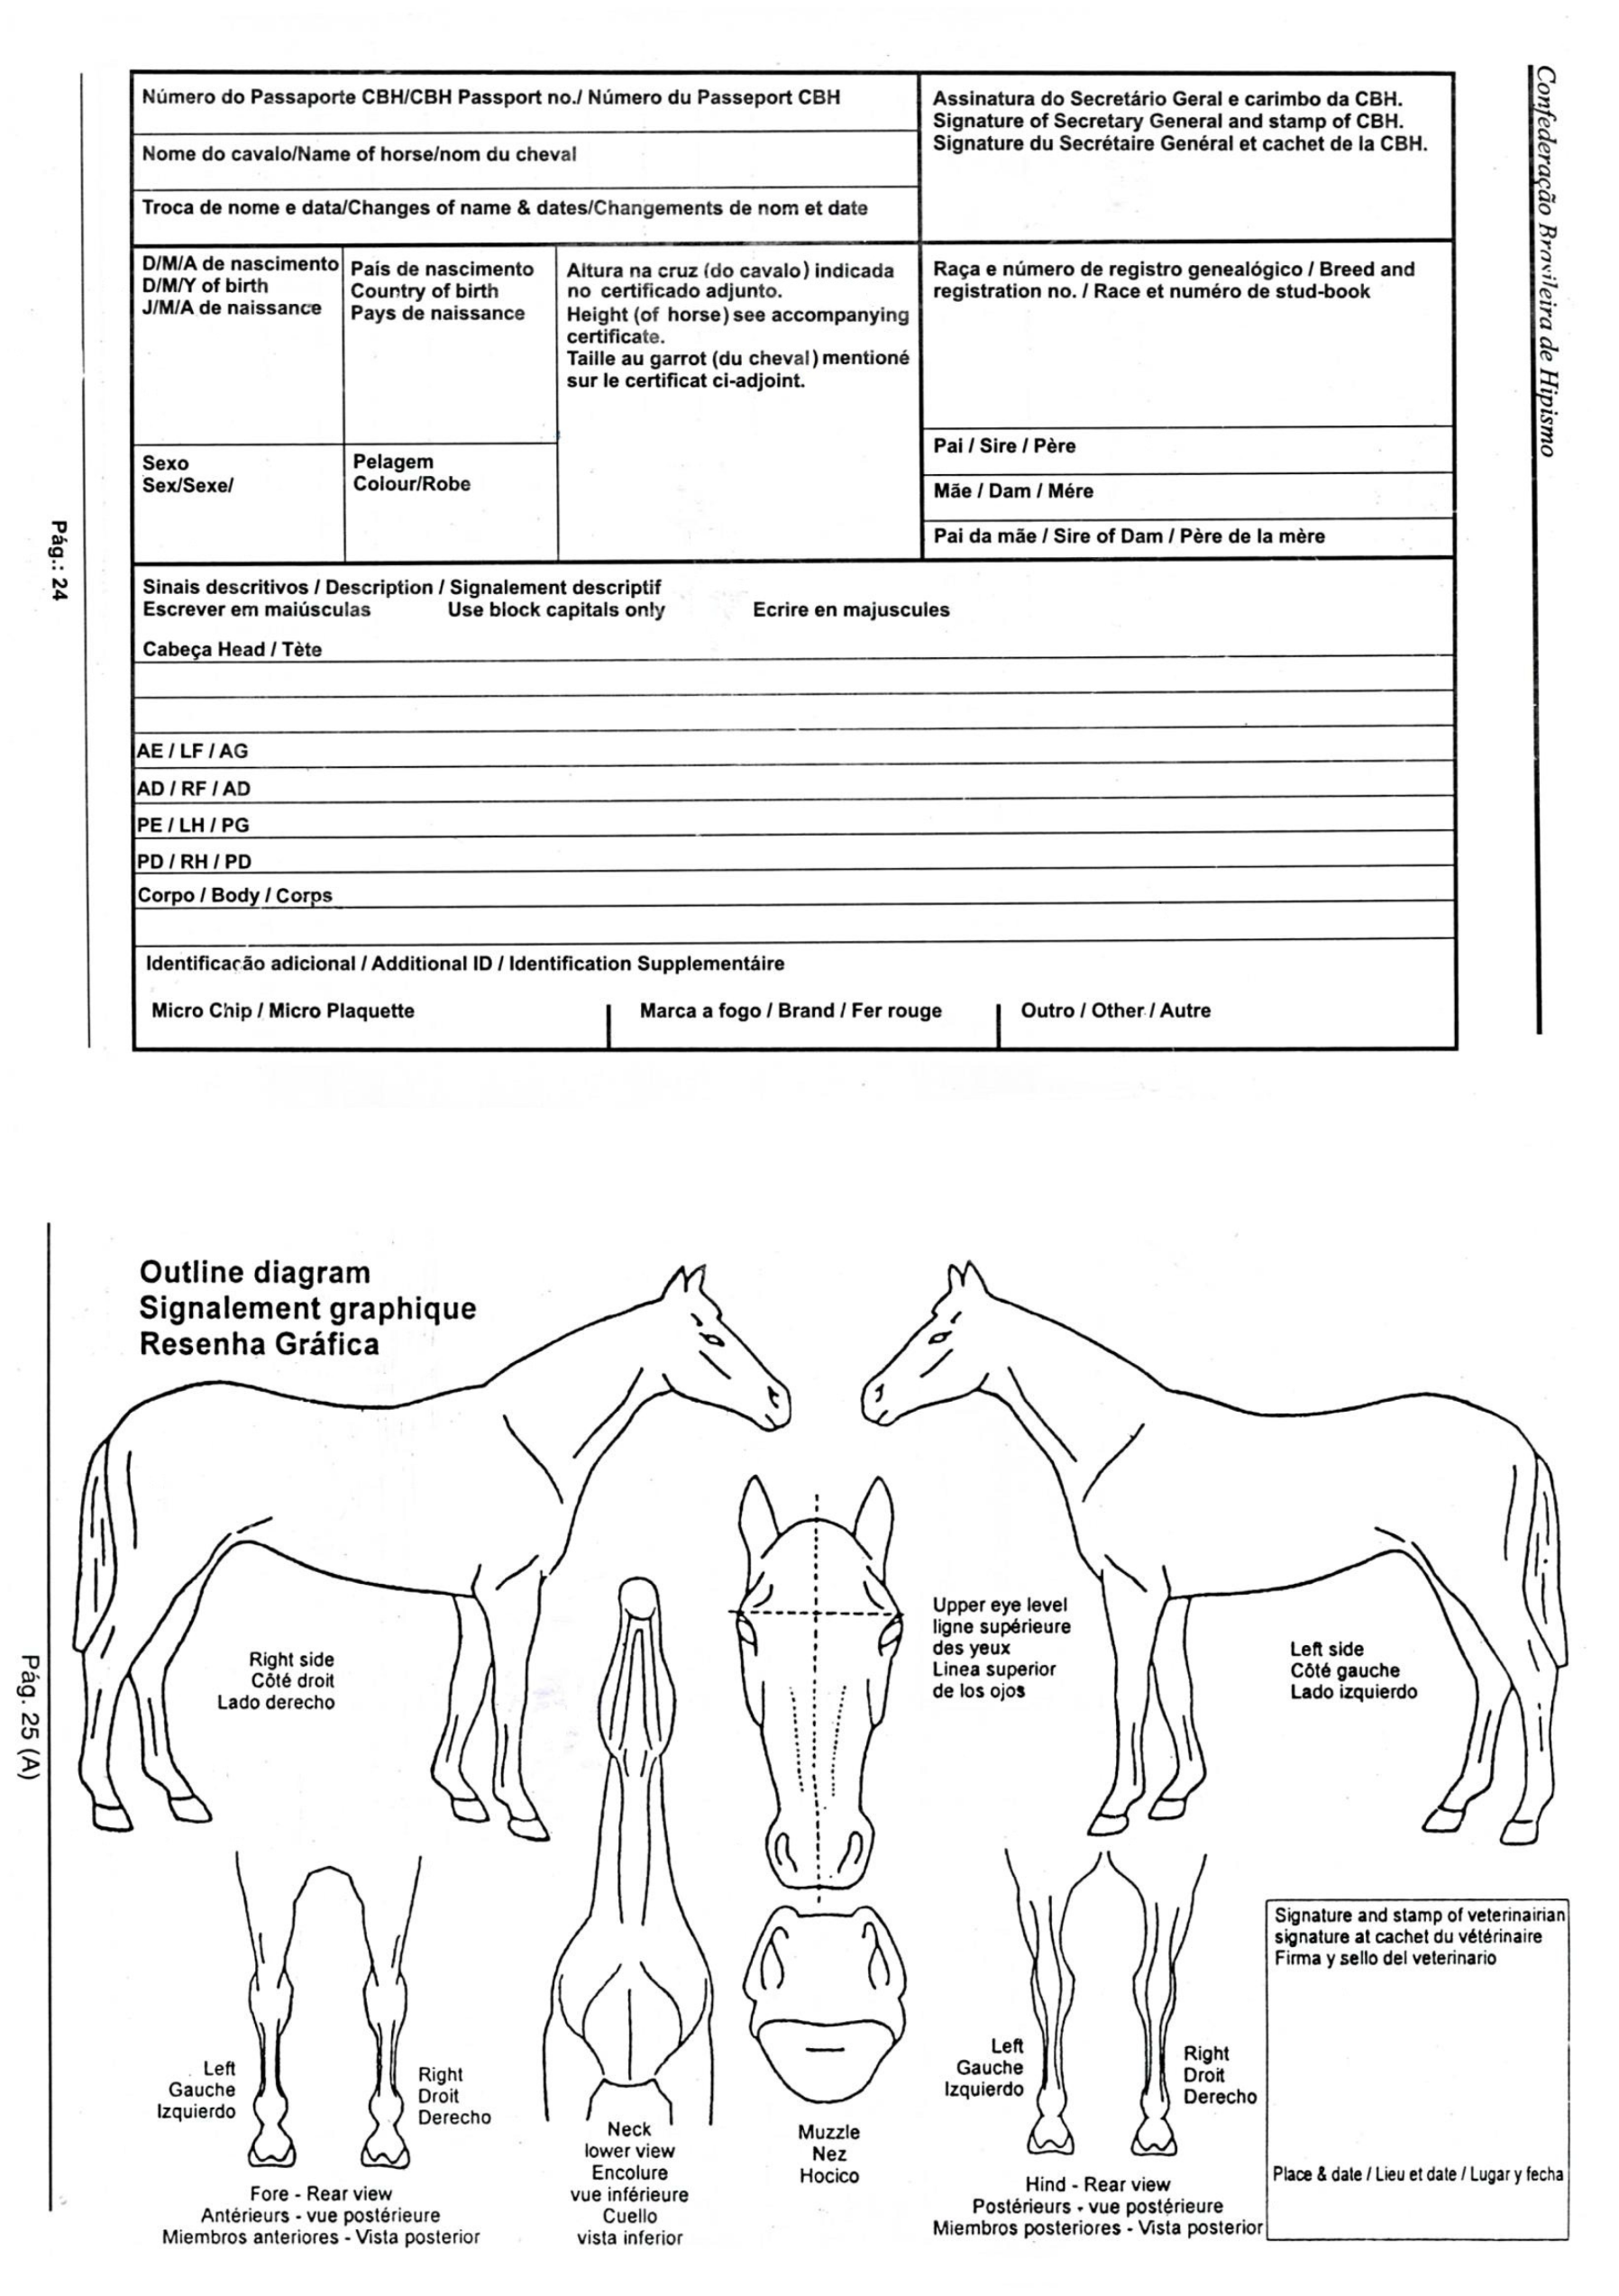 Confederação Brasileira de Hipismo
Número do Passaporte CBH/CBH Passport no./ Número du Passeport CBH
Nome do cavalo/Name of horse/nom du cheval
Troca de nome e data/Changes of name & dates/Changements de nom et date
Assinatura do Secretário Geral e carimbo da CBH.
Signature of Secretary General and stamp of CBH.
Signature du Secrétaire Genéral et cachet de la CBH.
D/M/A de nascimento
D/M/Y of birth
J/M/A de naissance
País de nascimento
Country of birth
Pays de naissance
Altura na cruz (do cavalo) indicada
no certificado adjunto.
Height (of horse) see accompanying
certificate.
Taille au garrot (du cheval) mentioné
sur le certificat ci-adjoint.
Raça e número de registro genealógico / Breed and
registration no. / Race et numéro de stud-book
Sexo
Sex/Sexe/
Pelagem
Colour/Robe
Pai / Sire / Père
Mãe / Dam / Mére
Pai da mãe / Sire of Dam / Père de la mère
Sinais descritivos / Description / Signalement descriptif
Escrever em maiúsculas Use block capitals only Ecrire en majuscules
Cabeça Head / Tète
AE / LF / AG
AD / RF / AD
PE / LH / PG
PD / RH / PD
Corpo / Body / Corps
Identificação adicional / Additional ID / Identification Supplementáire
Micro Chip / Micro Plaquette
Marca a fogo / Brand / Fer rouge
Outro / Other / Autre
Pág.: 24
Outline diagram
Signalement graphique
Resenha Gráfica
Right side
Côté droit
Lado derecho
Upper eye level
ligne supérieure
des yeux
Linea superior
de los ojos
Left side
Côté gauche
Lado izquierdo
Left
Gauche
Izquierdo
Right
Droit
Derecho
Fore - Rear view
Antérieurs - vue postérieure
Miembros anteriores - Vista posterior
Neck
lower view
Encolure
vue inférieure
Cuello
vista inferior
Muzzle
Nez
Hocico
Left
Gauche
Izquierdo
Right
Droit
Derecho
Hind - Rear view
Postérieurs - vue postérieure
Miembros posteriores - Vista posterior
Signature and stamp of veterinairian
signature at cachet du vétérinaire
Firma y sello del veterinario
Place & date / Lieu et date / Lugar y fecha
Pág. 25 (A)